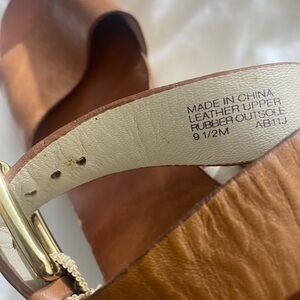 MADE IN CHINA
LEATHER UPPER
RUBBER OUTSOLE
9 1/2M AB11J